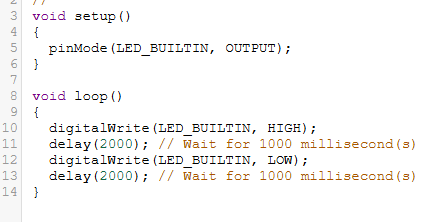 2 //
3 void setup()
4 {
5   pinMode(LED_BUILTIN, OUTPUT);
6 }
7
8 void loop()
9 {
10   digitalWrite(LED_BUILTIN, HIGH);
11   delay(2000); // Wait for 1000 millisecond(s)
12   digitalWrite(LED_BUILTIN, LOW);
13   delay(2000); // Wait for 1000 millisecond(s)
14 }